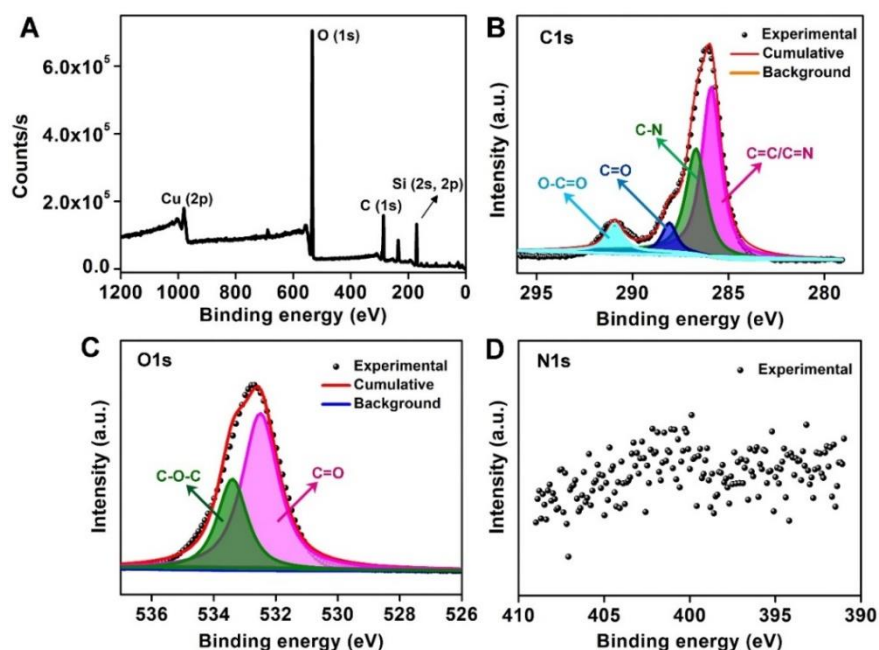 A
O (1s)
6.0x10⁵
4.0x10⁵
2.0x10⁵
0.0
Counts/s
Cu (2p)
C (1s)
Si (2s, 2p)
1200 1000 800 600 400 200 0
Binding energy (eV)
B
C1s
Experimental
Cumulative
Background
C-N
C=O
O-C=O
C=C/C=N
Intensity (a.u.)
295 290 285 280
Binding energy (eV)
C
O1s
Experimental
Cumulative
Background
C-O-C
C=O
Intensity (a.u.)
536 534 532 530 528 526
Binding energy (eV)
D
N1s
Experimental
Intensity (a.u.)
410 405 400 395 390
Binding energy (eV)